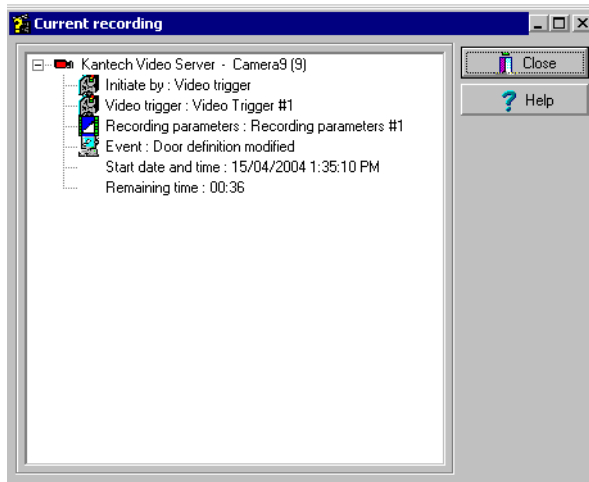 Current recording
Kantech Video Server - Camera9 (9)
Initiate by : Video trigger
Video trigger : Video Trigger #1
Recording parameters : Recording parameters #1
Event : Door definition modified
Start date and time : 15/04/2004 1:35:10 PM
Remaining time : 00:36
Close
Help